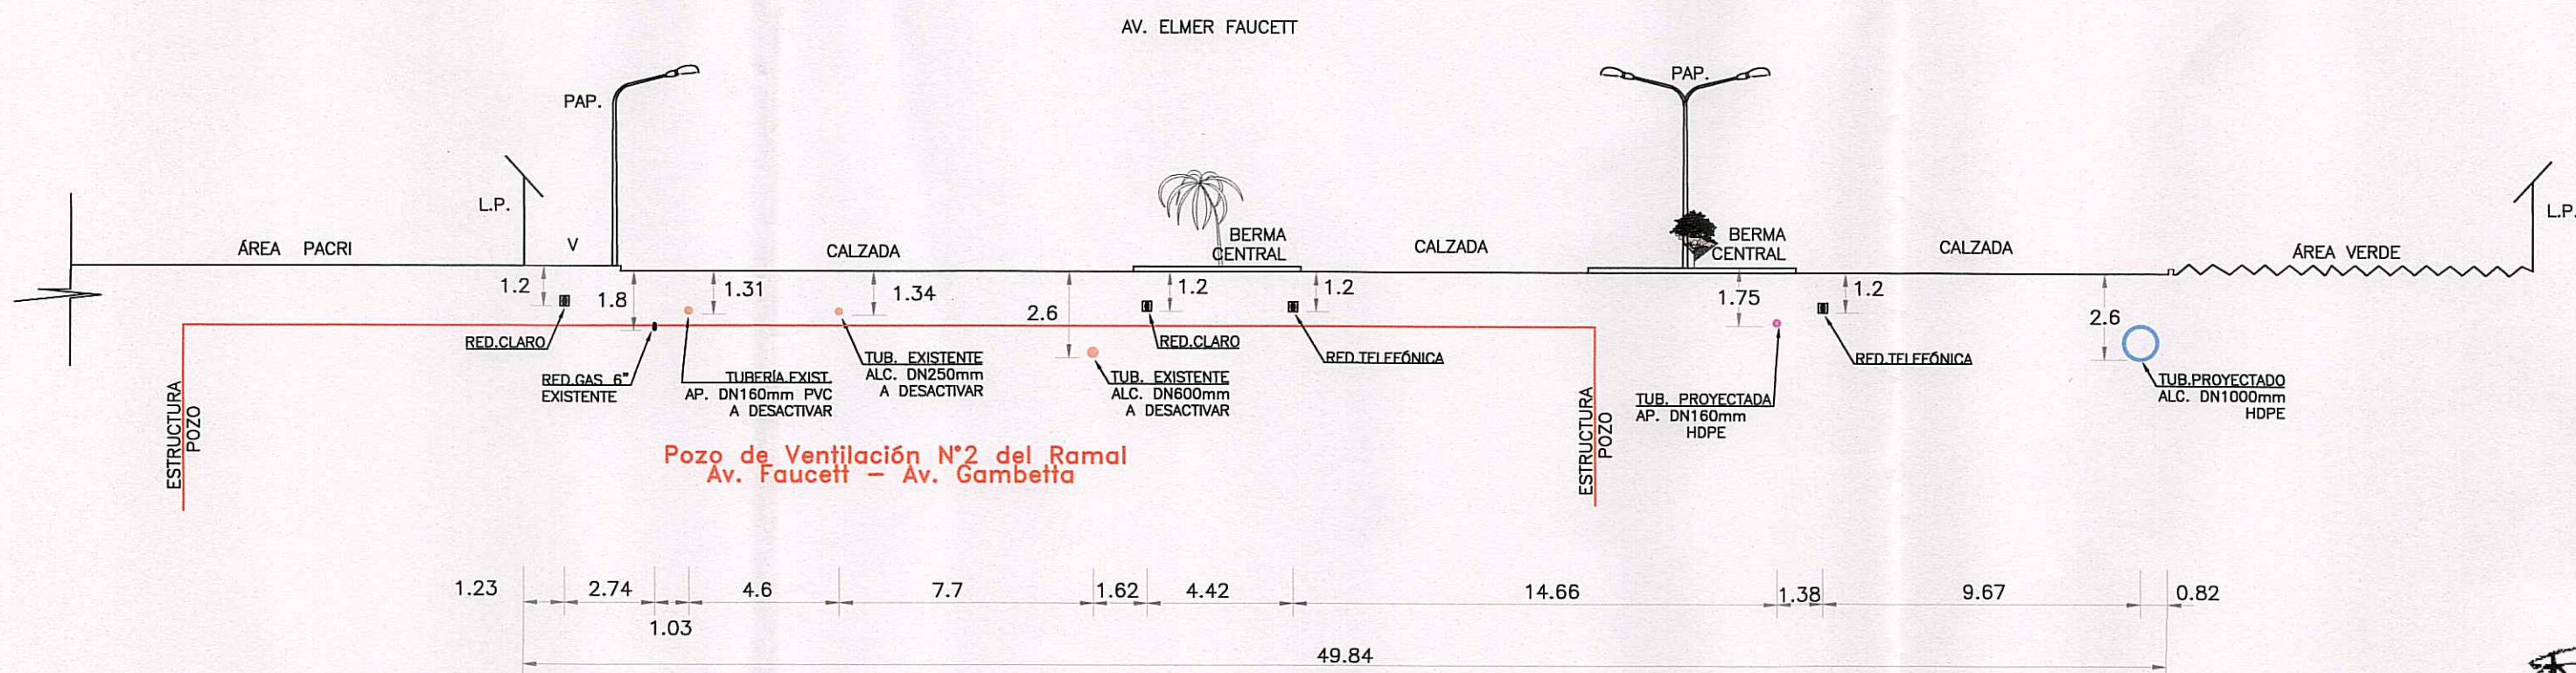 AV. ELMER FAUCETT
PAP.
PAP.
L.P.
L.P.
ÁREA PACRI
V
CALZADA
BERMA
CENTRAL
CALZADA
BERMA
CENTRAL
CALZADA
ÁREA VERDE
1.2
1.8
1.31
1.34
2.6
1.2
1.2
1.75
1.2
2.6
RED.CLARO
RED.GAS 6"
EXISTENTE
TUBERÍA.EXIST.
AP. DN160mm PVC
A DESACTIVAR
TUB. EXISTENTE
ALC. DN250mm
A DESACTIVAR
TUB. EXISTENTE
ALC. DN600mm
A DESACTIVAR
RED.CLARO
RED.TELEFÓNICA
TUB. PROYECTADA
AP. DN160mm
HDPE
RED.TELEFÓNICA
TUB.PROYECTADO
ALC. DN1000mm
HDPE
ESTRUCTURA
POZO
ESTRUCTURA
POZO
Pozo de Ventilación N°2 del Ramal
Av. Faucett – Av. Gambetta
1.23
2.74
1.03
4.6
7.7
1.62
4.42
14.66
1.38
9.67
0.82
49.84